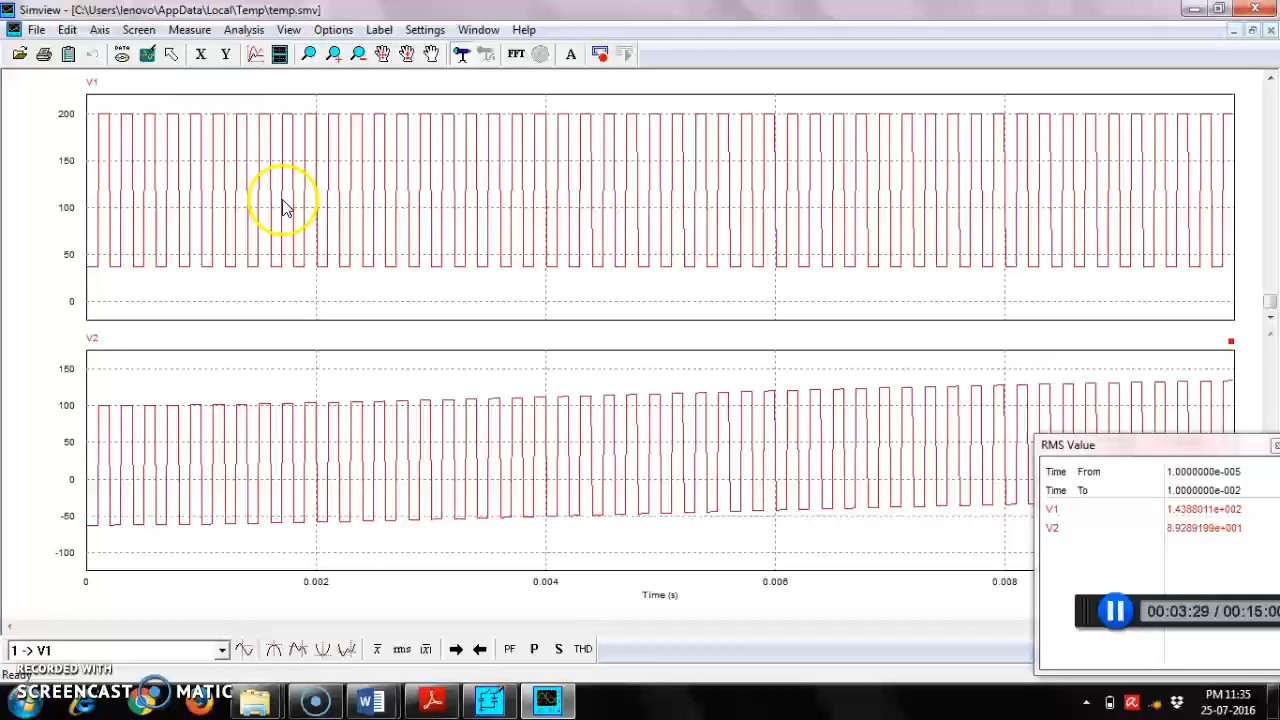 Simview - [C:\Users\lenovo\AppData\Local\Temp\temp.smv]
File Edit Axis Screen Measure Analysis View Options Label Settings Window Help
DATA X Y FFT A
V1
200
150
100
50
0
V2
150
100
50
0
-50
-100
0 0.002 0.004 0.006 0.008
Time (s)
RMS Value
Time From 1.0000000e-005
Time To 1.0000000e-002
V1 1.4388011e+002
V2 8.9289199e+001
00:03:29 / 00:15:00
1 -> V1
x rms |x| PF P S THD
RECORDED WITH
Ready
SCREENCAST MATIC
PM 11:35
25-07-2016